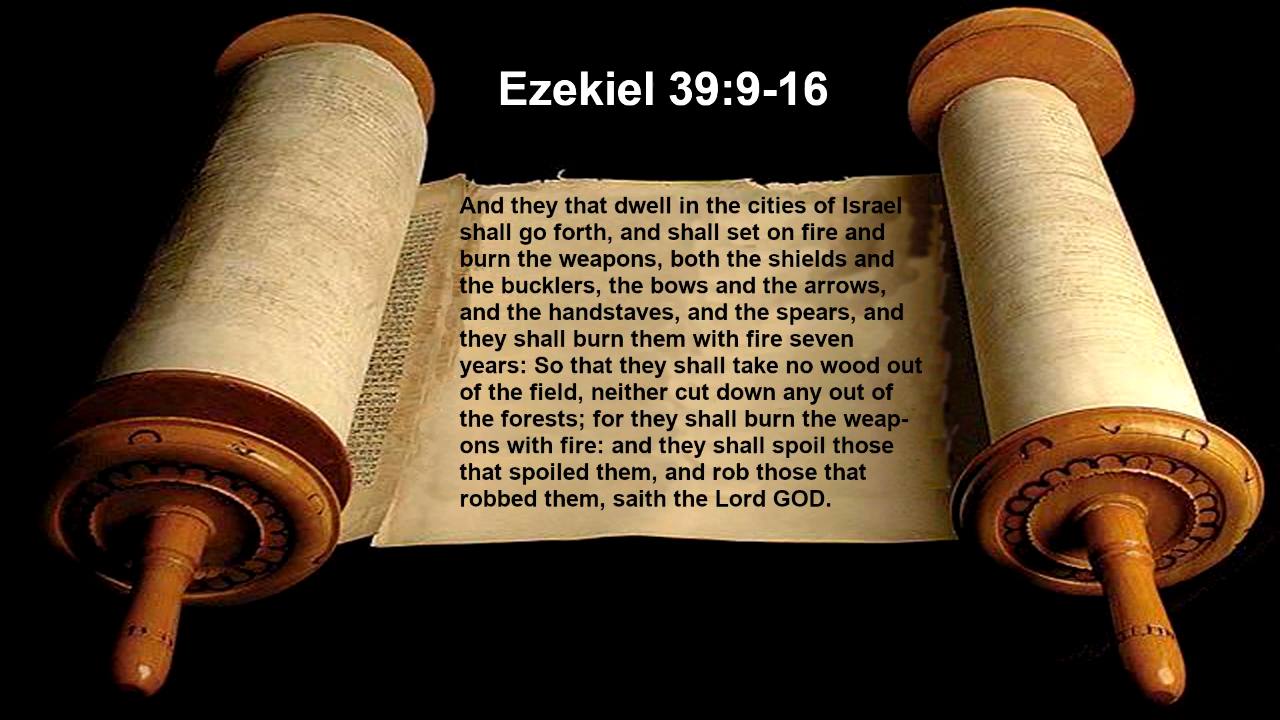 Ezekiel 39:9-16
And they that dwell in the cities of Israel
shall go forth, and shall set on fire and
burn the weapons, both the shields and
the bucklers, the bows and the arrows,
and the handstaves, and the spears, and
they shall burn them with fire seven
years: So that they shall take no wood out
of the field, neither cut down any out of
the forests; for they shall burn the weap-
ons with fire: and they shall spoil those
that spoiled them, and rob those that
robbed them, saith the Lord GOD.